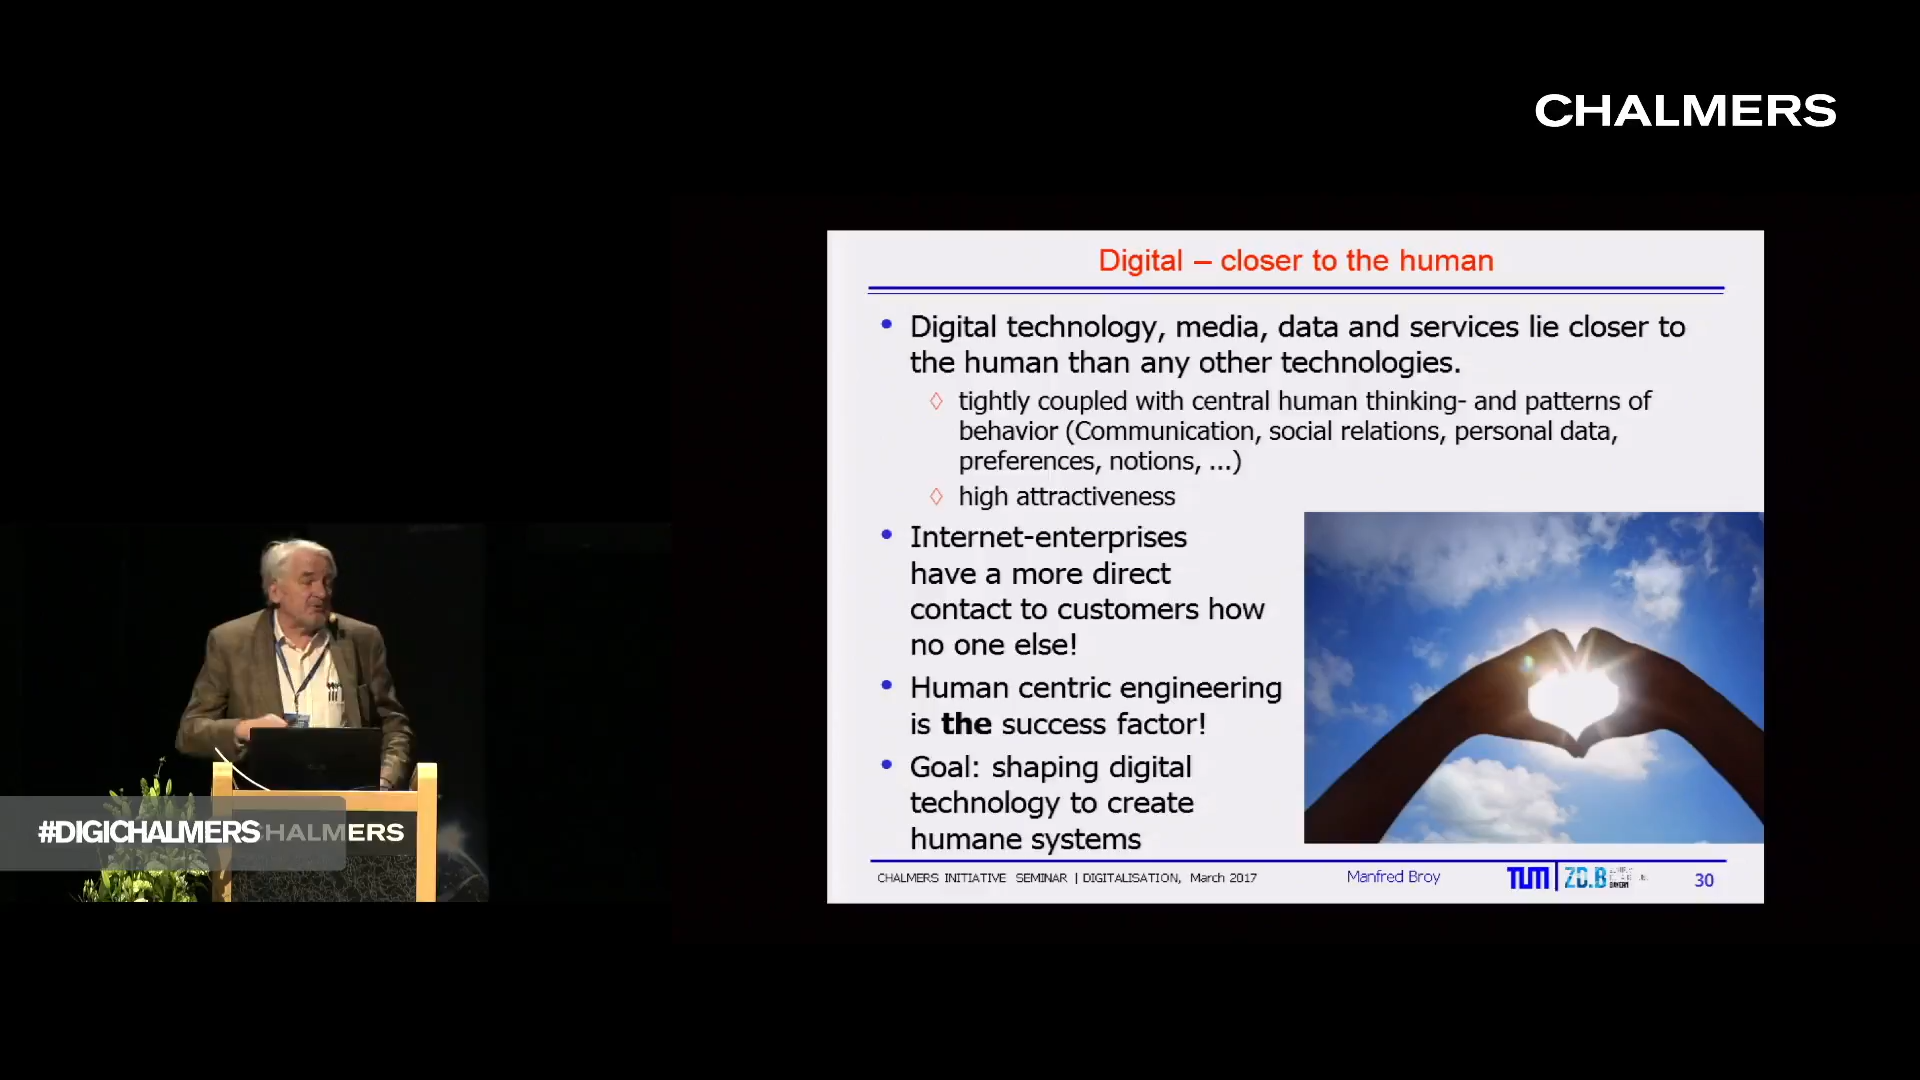 CHALMERS
Digital – closer to the human
• Digital technology, media, data and services lie closer to
the human than any other technologies.
◊ tightly coupled with central human thinking- and patterns of
behavior (Communication, social relations, personal data,
preferences, notions, ...)
◊ high attractiveness
• Internet-enterprises
have a more direct
contact to customers how
no one else!
• Human centric engineering
is the success factor!
• Goal: shaping digital
technology to create
humane systems
CHALMERS INITIATIVE SEMINAR | DIGITALISATION, March 2017
Manfred Broy
TUM
ZD.B
BAYERN
30
#DIGICHALMERS
HALMERS